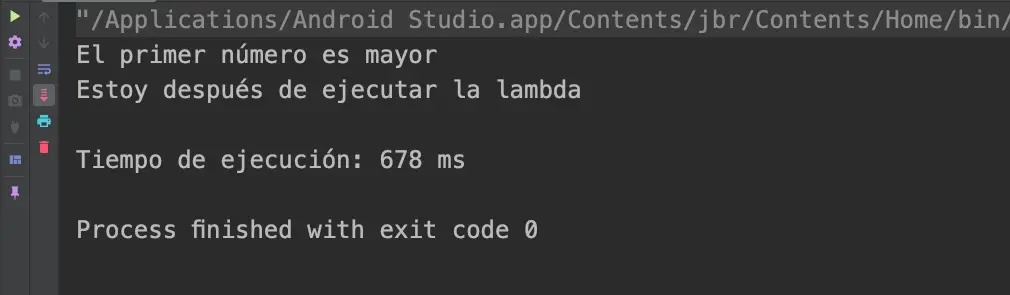 "/Applications/Android Studio.app/Contents/jbr/Contents/Home/bin/
El primer número es mayor
Estoy después de ejecutar la lambda
Tiempo de ejecución: 678 ms
Process finished with exit code 0